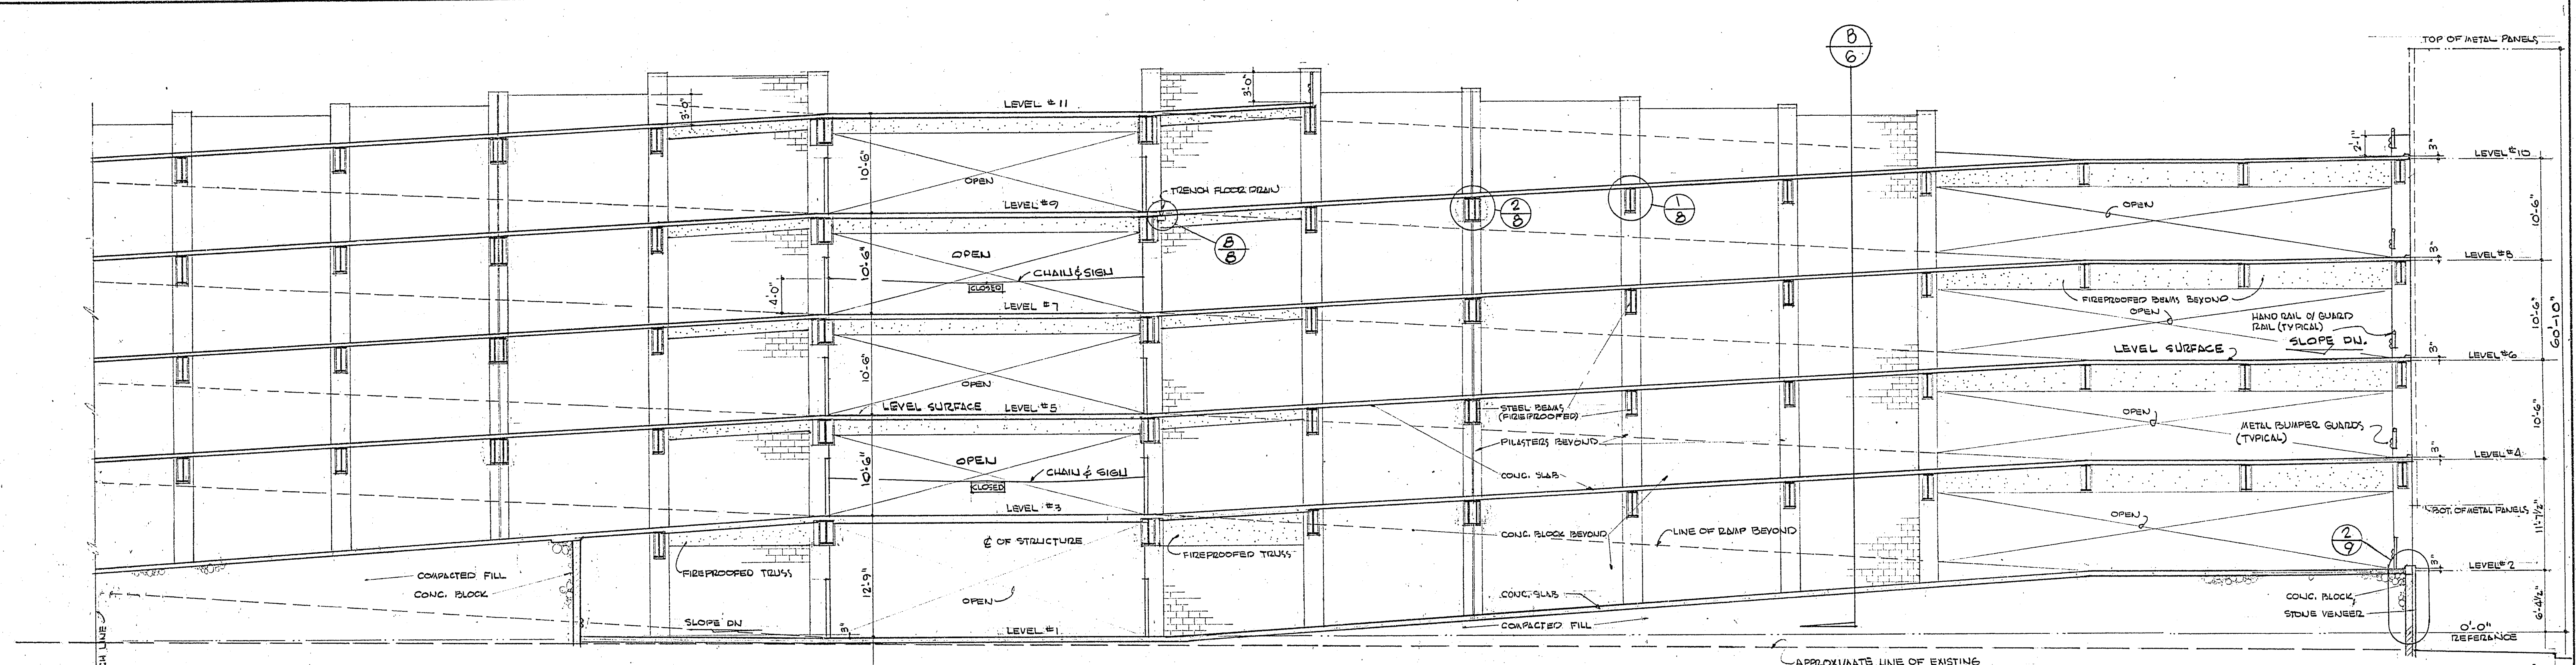 B
6
TOP OF METAL PANELS
3'-0"
LEVEL #11
3'-0"
2'-1"
3"
LEVEL #10
10'-6"
OPEN
TRENCH FLOOR DRAIN
LEVEL #9
2
8
1
8
B
8
OPEN
10'-6"
OPEN
10'-6"
CHAIN & SIGN
CLOSED
4'-0"
LEVEL #7
3"
LEVEL #8
FIREPROOFED BEAMS BEYOND
OPEN
HAND RAIL O/ GUARD
RAIL (TYPICAL)
SLOPE DN.
10'-6"
60'-10"
LEVEL SURFACE
3"
LEVEL #6
10'-6"
OPEN
LEVEL SURFACE
LEVEL #5
STEEL BEAMS
(FIREPROOFED)
OPEN
10'-6"
METAL BUMPER GUARDS
(TYPICAL)
PILASTERS BEYOND
3"
LEVEL #4
10'-6"
OPEN
CHAIN & SIGN
CLOSED
CONC. SLAB
LEVEL #3
BOT. OF METAL PANELS
11'-7 1/2"
OPEN
℄ OF STRUCTURE
FIREPROOFED TRUSS
CONC. BLOCK BEYOND
LINE OF RAMP BEYOND
2
9
COMPACTED FILL
CONC. BLOCK
FIREPROOFED TRUSS
12'-9"
OPEN
CONC. SLAB
3"
LEVEL #2
CONC. BLOCK
STONE VENEER
6'-4 1/2"
SLOPE DN
3"
LEVEL #1
COMPACTED FILL
0'-0"
REFERANCE
CH LINE
APPROXIMATE LINE OF EXISTING